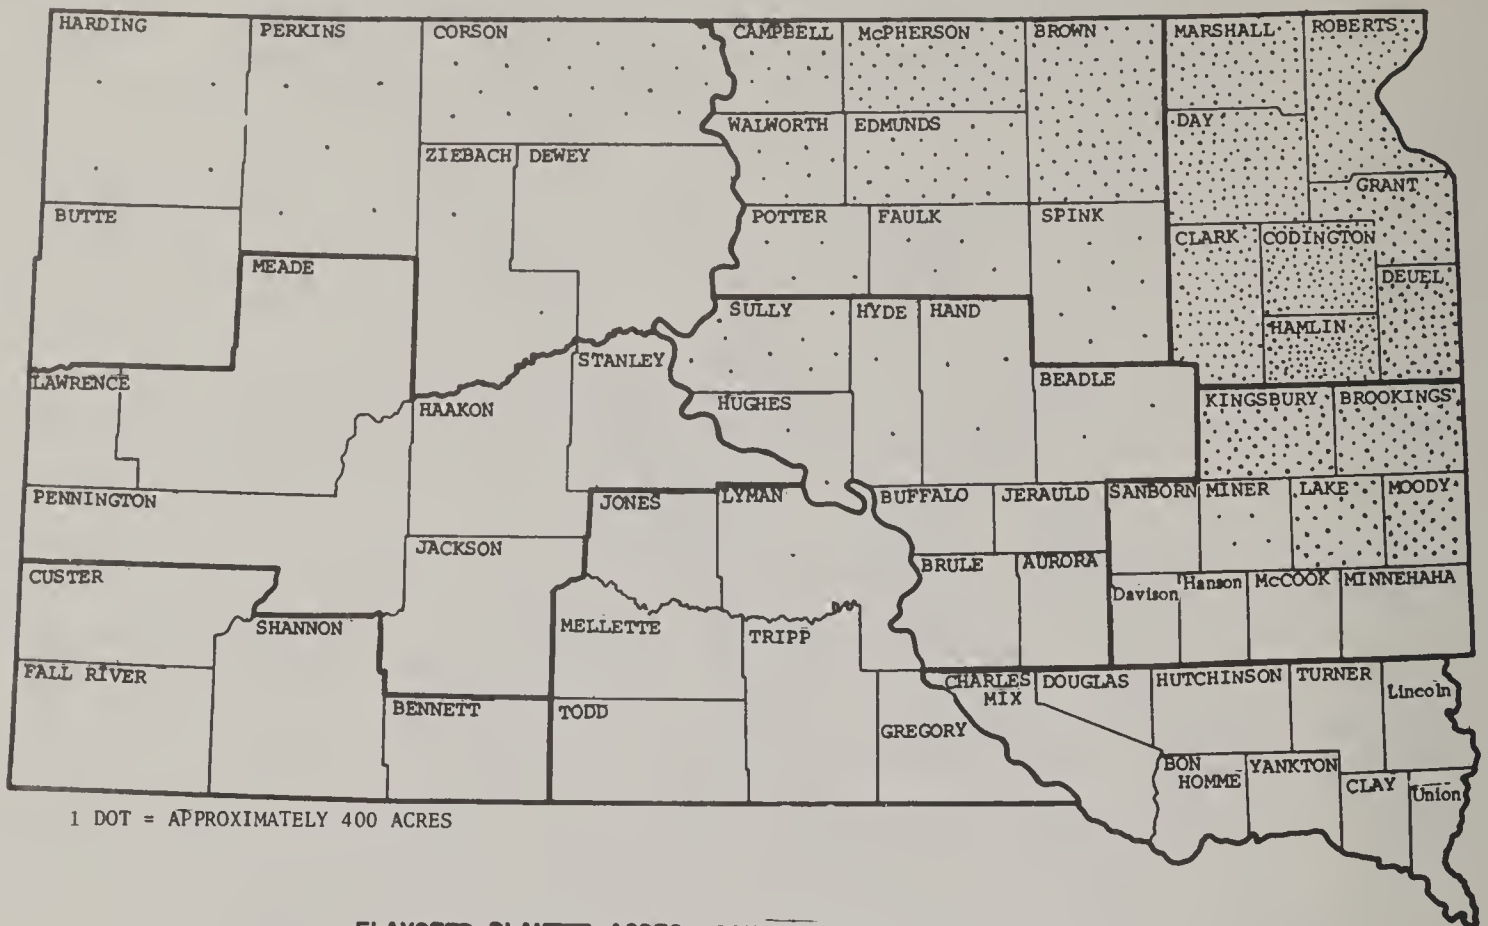 HARDING
PERKINS
CORSON
CAMPBELL
McPHERSON
BROWN
MARSHALL
ROBERTS
WALWORTH
EDMUNDS
DAY
ZIEBACH
DEWEY
GRANT
BUTTE
POTTER
FAULK
SPINK
CLARK
CODINGTON
MEADE
DEUEL
SULLY
HYDE
HAND
HAMLIN
STANLEY
LAWRENCE
BEADLE
HAAKON
HUGHES
KINGSBURY
BROOKINGS
PENNINGTON
JONES
LYMAN
BUFFALO
JERAULD
SANBORN
MINER
LAKE
MOODY
JACKSON
CUSTER
BRULE
AURORA
Davison
Hanson
McCOOK
MINNEHAHA
SHANNON
MELLETTE
TRIPP
FALL RIVER
CHARLES
MIX
DOUGLAS
HUTCHINSON
TURNER
Lincoln
BENNETT
TODD
GREGORY
BON
HOMME
YANKTON
CLAY
Union
1 DOT = APPROXIMATELY 400 ACRES